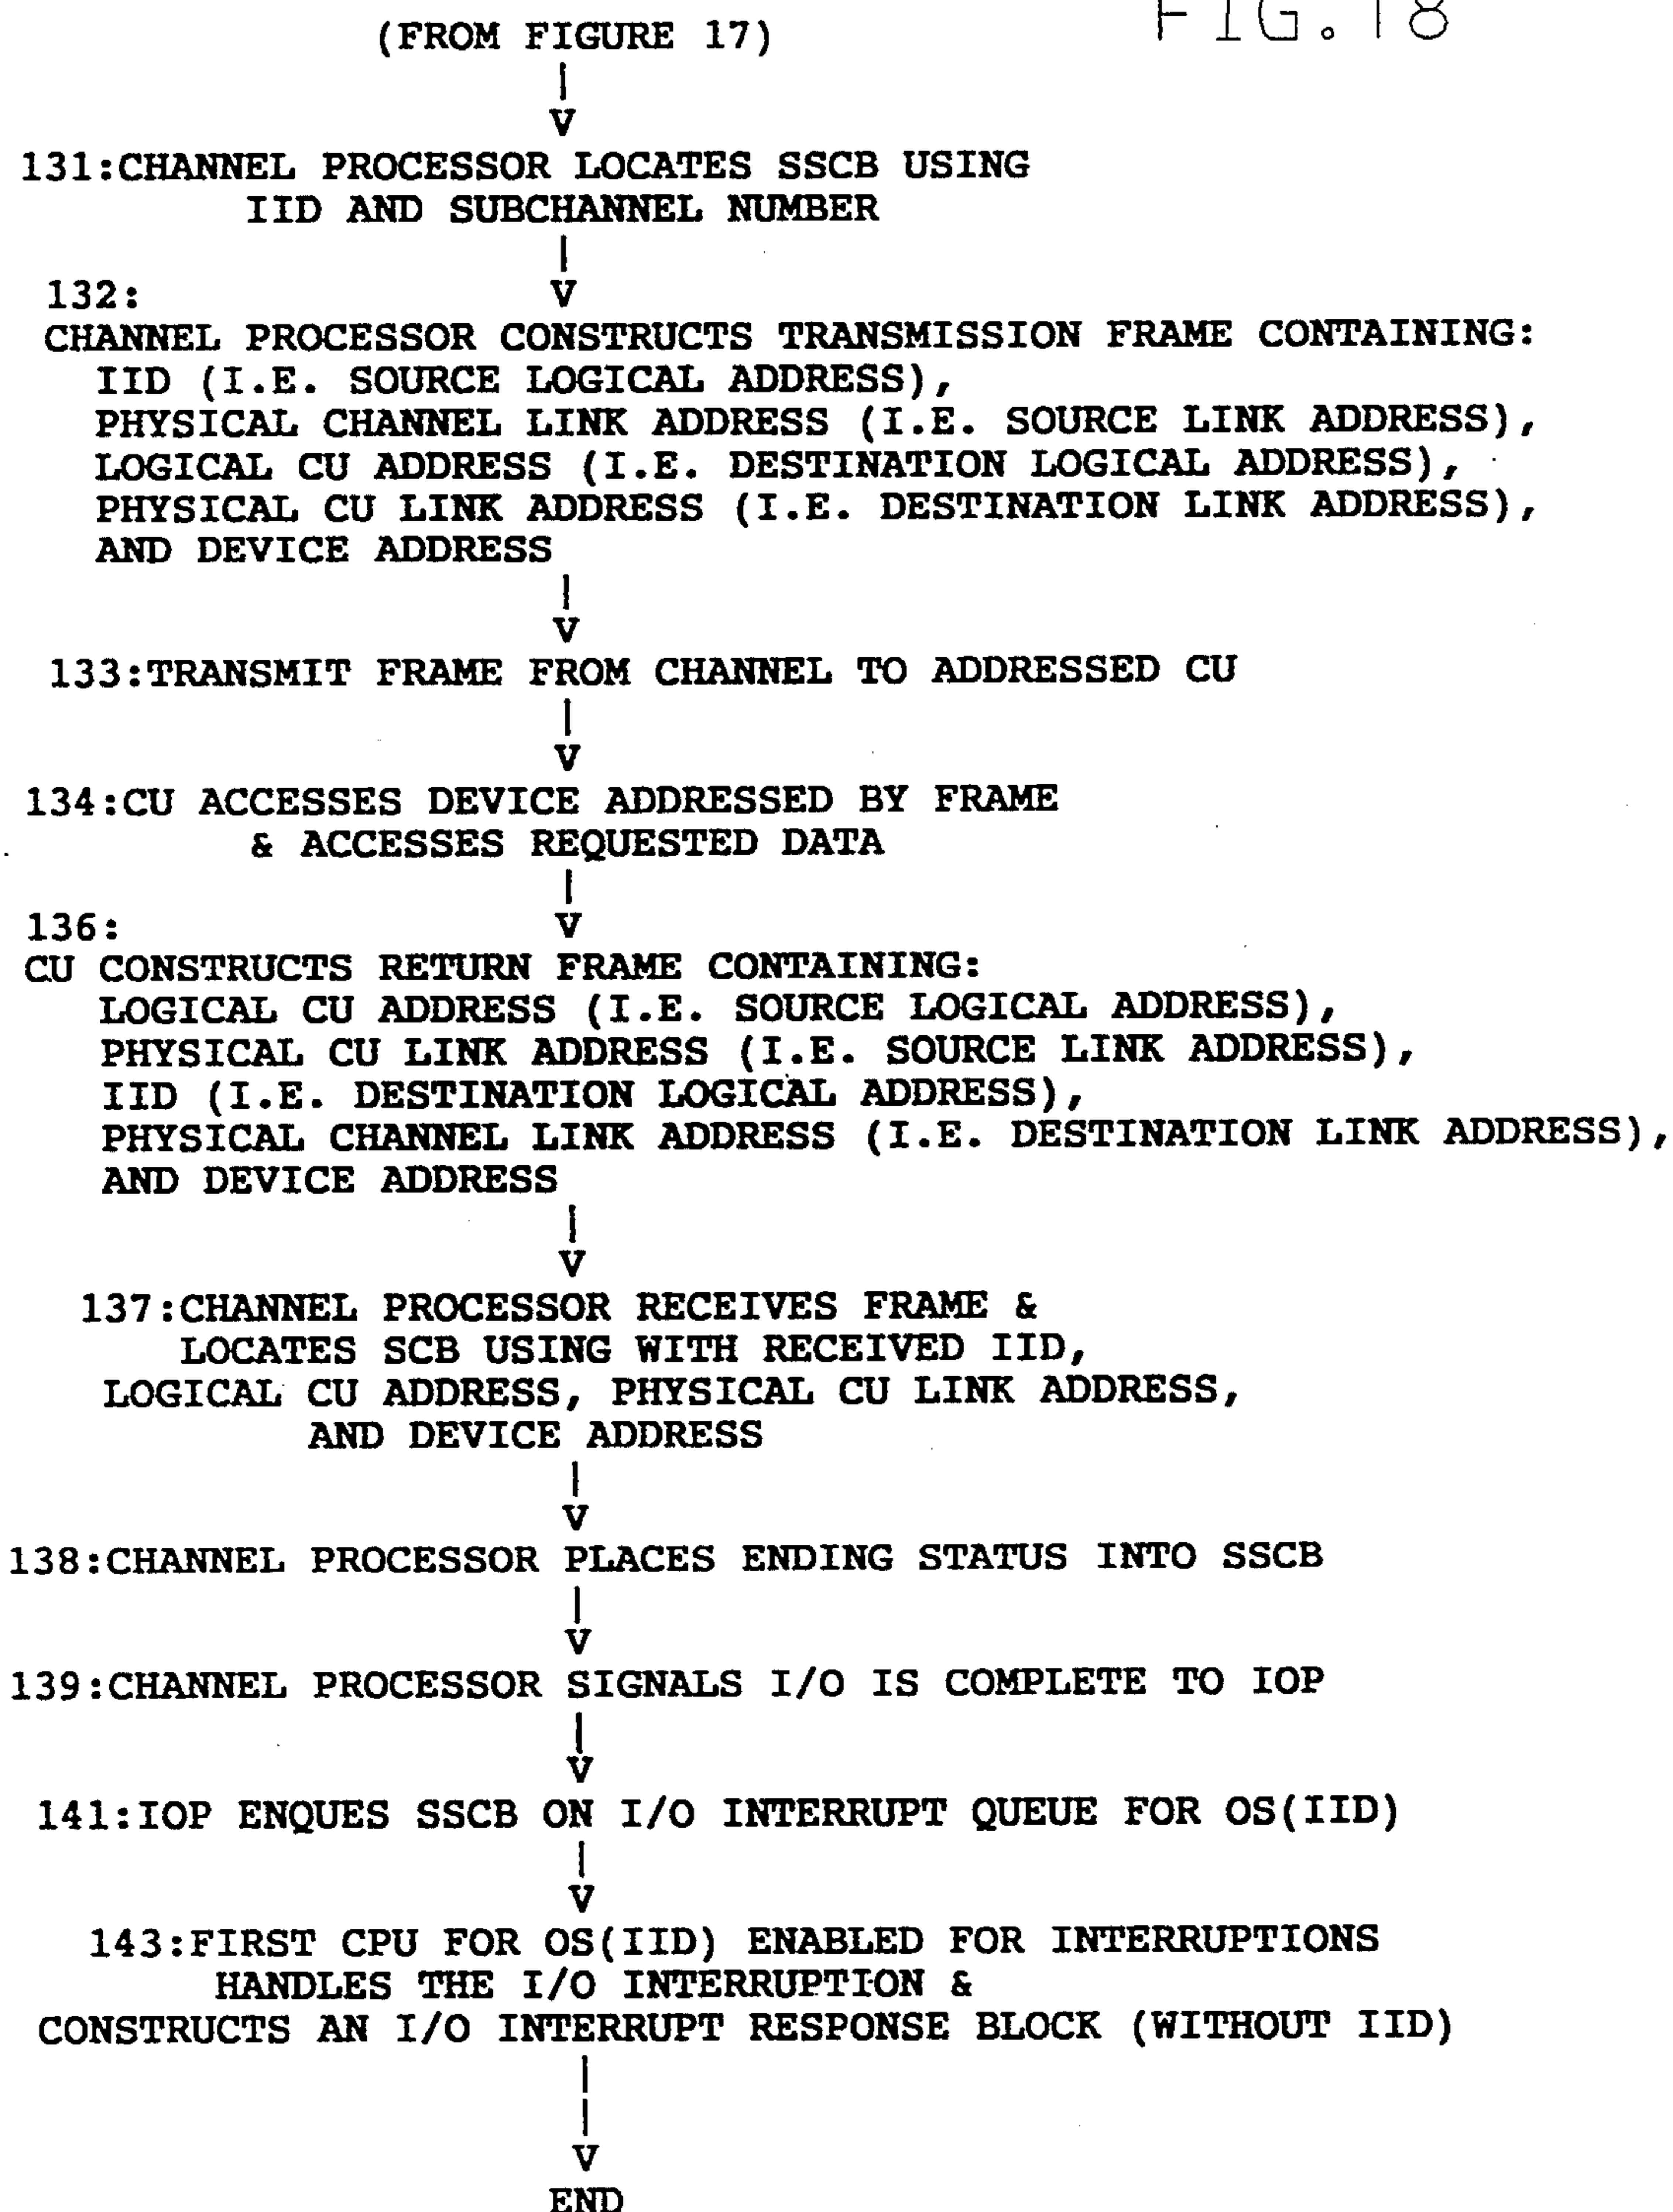 FIG. 18
(FROM FIGURE 17)
131:CHANNEL PROCESSOR LOCATES SSCB USING
IID AND SUBCHANNEL NUMBER
132:
CHANNEL PROCESSOR CONSTRUCTS TRANSMISSION FRAME CONTAINING:
IID (I.E. SOURCE LOGICAL ADDRESS),
PHYSICAL CHANNEL LINK ADDRESS (I.E. SOURCE LINK ADDRESS),
LOGICAL CU ADDRESS (I.E. DESTINATION LOGICAL ADDRESS),
PHYSICAL CU LINK ADDRESS (I.E. DESTINATION LINK ADDRESS),
AND DEVICE ADDRESS
133:TRANSMIT FRAME FROM CHANNEL TO ADDRESSED CU
134:CU ACCESSES DEVICE ADDRESSED BY FRAME
& ACCESSES REQUESTED DATA
136:
CU CONSTRUCTS RETURN FRAME CONTAINING:
LOGICAL CU ADDRESS (I.E. SOURCE LOGICAL ADDRESS),
PHYSICAL CU LINK ADDRESS (I.E. SOURCE LINK ADDRESS),
IID (I.E. DESTINATION LOGICAL ADDRESS),
PHYSICAL CHANNEL LINK ADDRESS (I.E. DESTINATION LINK ADDRESS),
AND DEVICE ADDRESS
137:CHANNEL PROCESSOR RECEIVES FRAME &
LOCATES SCB USING WITH RECEIVED IID,
LOGICAL CU ADDRESS, PHYSICAL CU LINK ADDRESS,
AND DEVICE ADDRESS
138:CHANNEL PROCESSOR PLACES ENDING STATUS INTO SSCB
139:CHANNEL PROCESSOR SIGNALS I/O IS COMPLETE TO IOP
141:IOP ENQUES SSCB ON I/O INTERRUPT QUEUE FOR OS(IID)
143:FIRST CPU FOR OS(IID) ENABLED FOR INTERRUPTIONS
HANDLES THE I/O INTERRUPTION &
CONSTRUCTS AN I/O INTERRUPT RESPONSE BLOCK (WITHOUT IID)
END